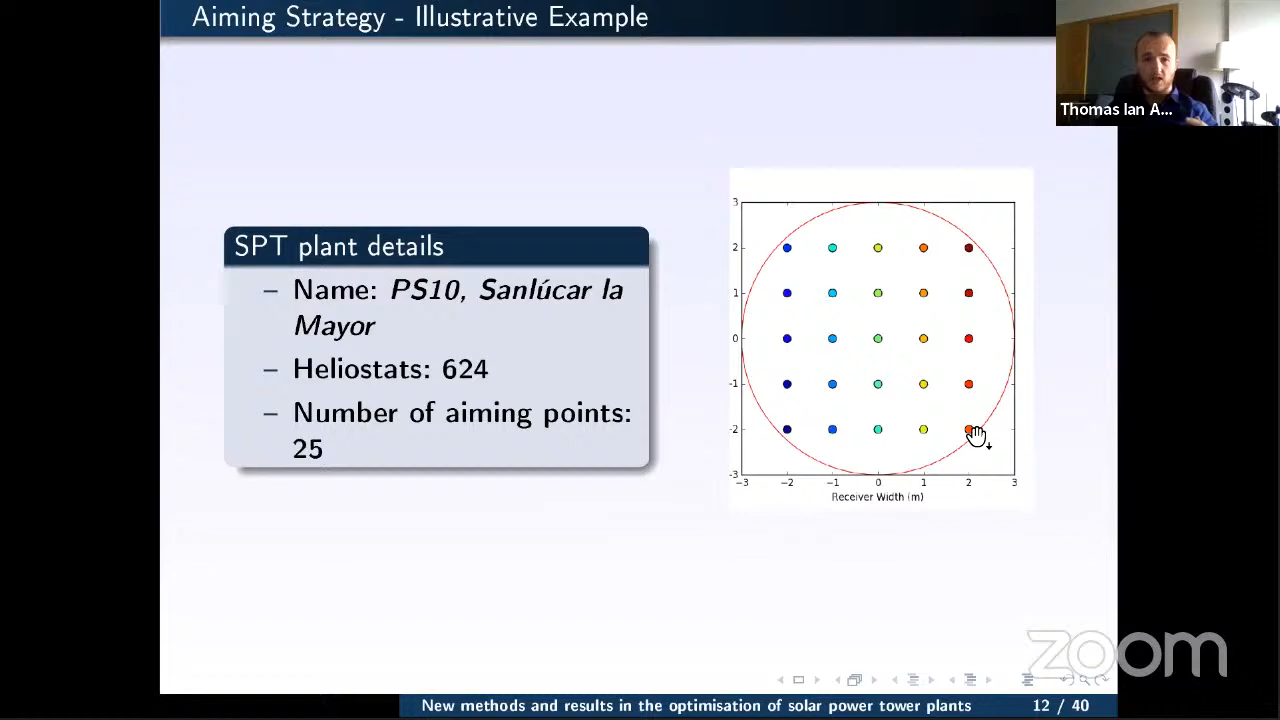 Aiming Strategy - Illustrative Example
Thomas Ian A...
SPT plant details
– Name: PS10, Sanlúcar la
Mayor
– Heliostats: 624
– Number of aiming points:
25
3
2
1
0
-1
-2
-3
−3 −2 −1 0 1 2 3
Receiver Width (m)
zoom
New methods and results in the optimisation of solar power tower plants 12 / 40